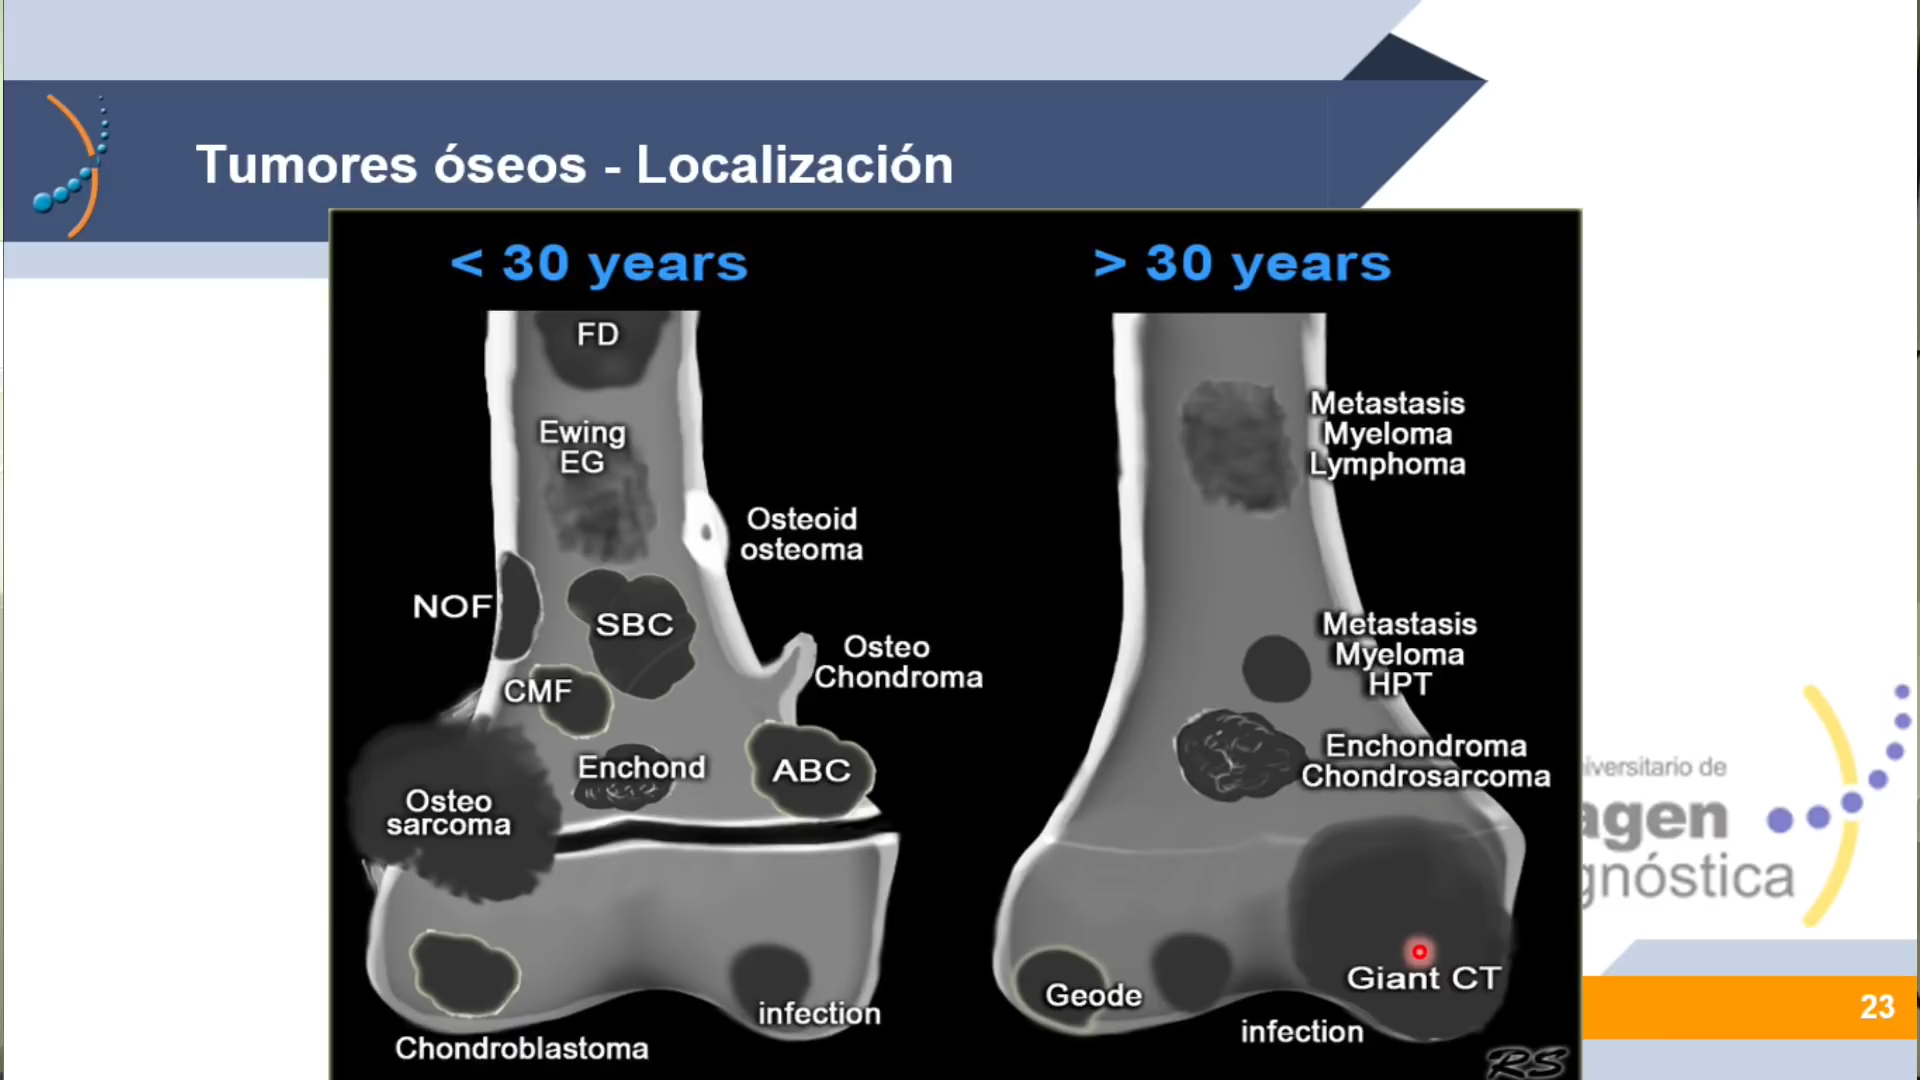 Tumores óseos - Localización
< 30 years
> 30 years
FD
Ewing
EG
Osteoid
osteoma
NOF
SBC
Osteo
Chondroma
CMF
Enchond
ABC
Osteo
sarcoma
infection
Chondroblastoma
Metastasis
Myeloma
Lymphoma
Metastasis
Myeloma
HPT
Enchondroma
Chondrosarcoma
Giant CT
Geode
infection
RS
iversitario de
agen
gnóstica
23